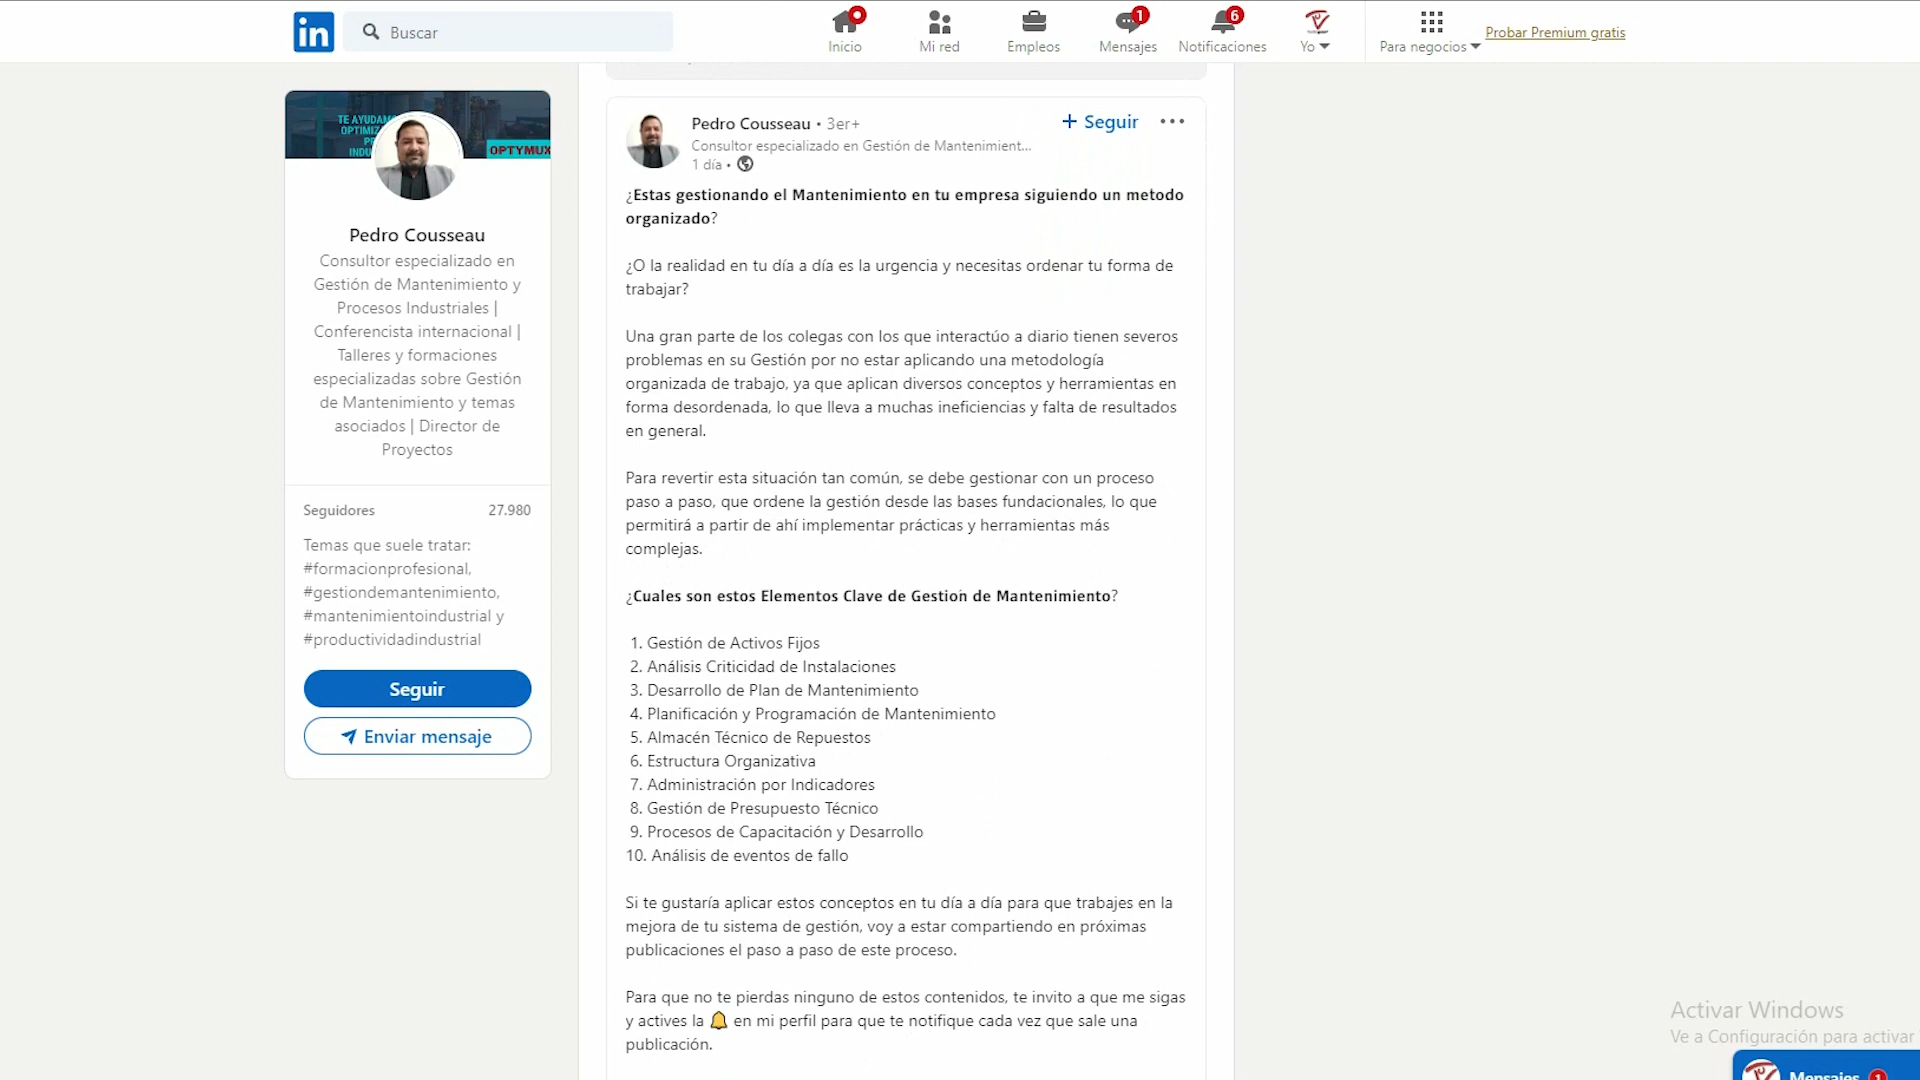 in
Buscar
Inicio
Mi red
Empleos
1
Mensajes
6
Notificaciones
Yo
Para negocios
Probar Premium gratis
TE AYUDAM
OPTIMIZ
PR
INDU
OPTYMUX
Pedro Cousseau
Consultor especializado en
Gestión de Mantenimiento y
Procesos Industriales |
Conferencista internacional |
Talleres y formaciones
especializadas sobre Gestión
de Mantenimiento y temas
asociados | Director de
Proyectos
Seguidores 27.980
Temas que suele tratar:
#formacionprofesional,
#gestiondemantenimiento,
#mantenimientoindustrial y
#productividadindustrial
Seguir
Enviar mensaje
Pedro Cousseau • 3er+
+ Seguir
Consultor especializado en Gestión de Mantenimient...
1 día •
¿Estas gestionando el Mantenimiento en tu empresa siguiendo un metodo
organizado?
¿O la realidad en tu día a día es la urgencia y necesitas ordenar tu forma de
trabajar?
Una gran parte de los colegas con los que interactúo a diario tienen severos
problemas en su Gestión por no estar aplicando una metodología
organizada de trabajo, ya que aplican diversos conceptos y herramientas en
forma desordenada, lo que lleva a muchas ineficiencias y falta de resultados
en general.
Para revertir esta situación tan común, se debe gestionar con un proceso
paso a paso, que ordene la gestión desde las bases fundacionales, lo que
permitirá a partir de ahí implementar prácticas y herramientas más
complejas.
¿Cuales son estos Elementos Clave de Gestión de Mantenimiento?
1. Gestión de Activos Fijos
2. Análisis Criticidad de Instalaciones
3. Desarrollo de Plan de Mantenimiento
4. Planificación y Programación de Mantenimiento
5. Almacén Técnico de Repuestos
6. Estructura Organizativa
7. Administración por Indicadores
8. Gestión de Presupuesto Técnico
9. Procesos de Capacitación y Desarrollo
10. Análisis de eventos de fallo
Si te gustaría aplicar estos conceptos en tu día a día para que trabajes en la
mejora de tu sistema de gestión, voy a estar compartiendo en próximas
publicaciones el paso a paso de este proceso.
Para que no te pierdas ninguno de estos contenidos, te invito a que me sigas
y actives la 🔔 en mi perfil para que te notifique cada vez que sale una
publicación.
Activar Windows
Ve a Configuración para activar
Mensajes 1